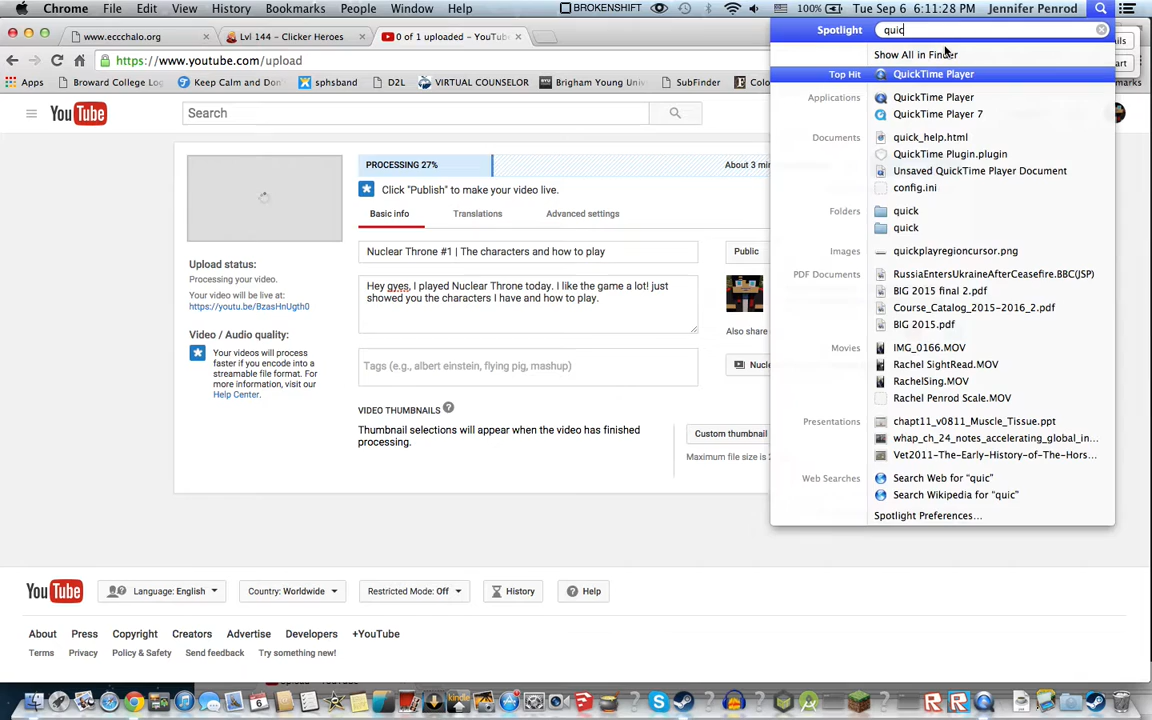 Chrome File Edit View History Bookmarks People Window Help BROKENSHIFT 100% Tue Sep 6 6:11:28 PM Jennifer Penrod
www.eccchalo.org Lvl 144 - Clicker Heroes 0 of 1 uploaded - YouTu
https://www.youtube.com/upload
Apps Broward College Log Keep Calm and Don' sphsband D2L VIRTUAL COUNSELOR Brigham Young Uni SubFinder Colo
YouTube Search
PROCESSING 27% About 3 min
Click "Publish" to make your video live.
Basic info Translations Advanced settings
Nuclear Throne #1 | The characters and how to play Public
Upload status:
Processing your video.
Your video will be live at:
https://youtu.be/BzasHnUgth0
Hey gyes, I played Nuclear Throne today. I like the game a lot! just
showed you the characters I have and how to play.
Also share
Video / Audio quality:
Your videos will process
faster if you encode into a
streamable file format. For
more information, visit our
Help Center.
Tags (e.g., albert einstein, flying pig, mashup) Nucle
VIDEO THUMBNAILS ?
Thumbnail selections will appear when the video has finished
processing.
Custom thumbnail
Maximum file size is
Spotlight quic
Show All in Finder
Top Hit QuickTime Player
Applications QuickTime Player
QuickTime Player 7
Documents quick_help.html
QuickTime Plugin.plugin
Unsaved QuickTime Player Document
config.ini
Folders quick
quick
Images quickplayregioncursor.png
PDF Documents RussiaEntersUkraineAfterCeasefire.BBC(JSP)
BIG 2015 final 2.pdf
Course_Catalog_2015-2016_2.pdf
BIG 2015.pdf
Movies IMG_0166.MOV
Rachel SightRead.MOV
RachelSing.MOV
Rachel Penrod Scale.MOV
Presentations chapt11_v0811_Muscle_Tissue.ppt
whap_ch_24_notes_accelerating_global_in...
Vet2011-The-Early-History-of-The-Hors...
Web Searches Search Web for "quic"
Search Wikipedia for "quic"
Spotlight Preferences...
YouTube Language: English Country: Worldwide Restricted Mode: Off History Help
About Press Copyright Creators Advertise Developers +YouTube
Terms Privacy Policy & Safety Send feedback Try something new!